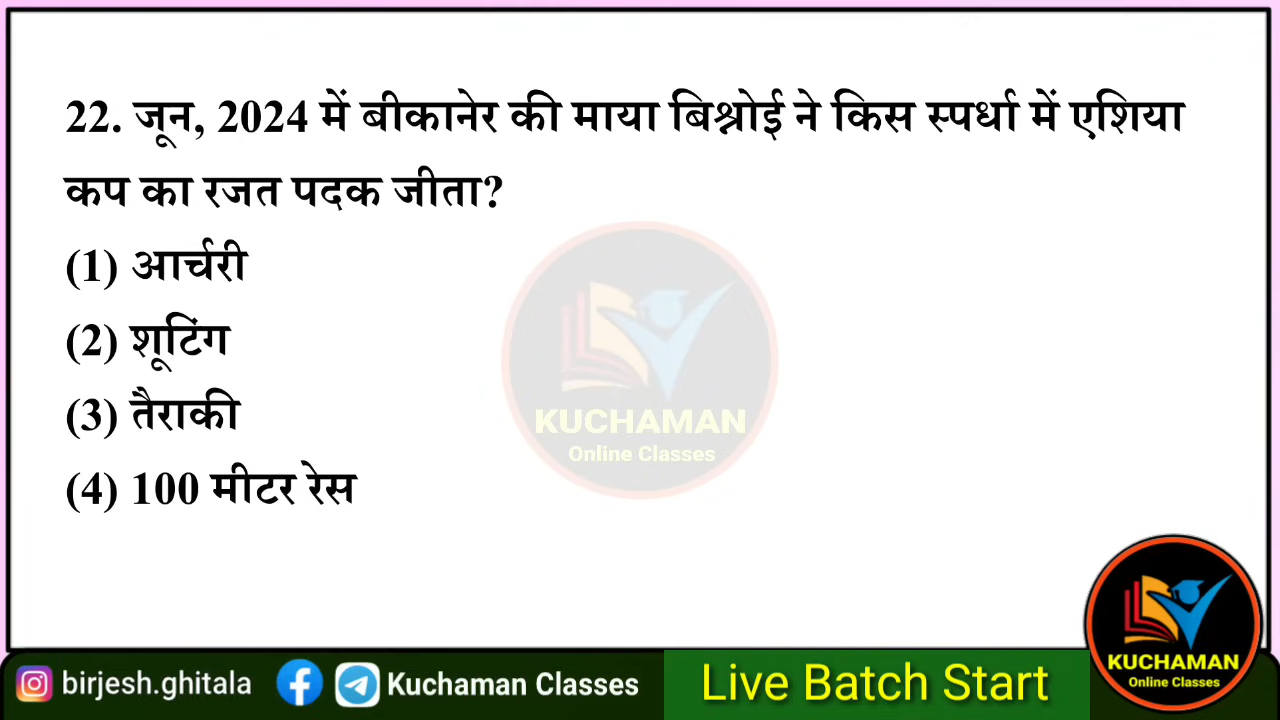 22. जून, 2024 में बीकानेर की माया बिश्नोई ने किस स्पर्धा में एशिया
कप का रजत पदक जीता?
(1) आर्चरी
(2) शूटिंग
(3) तैराकी
(4) 100 मीटर रेस
KUCHAMAN
Online Classes
KUCHAMAN
Online Classes
birjesh.ghitala
Kuchaman Classes
Live Batch Start